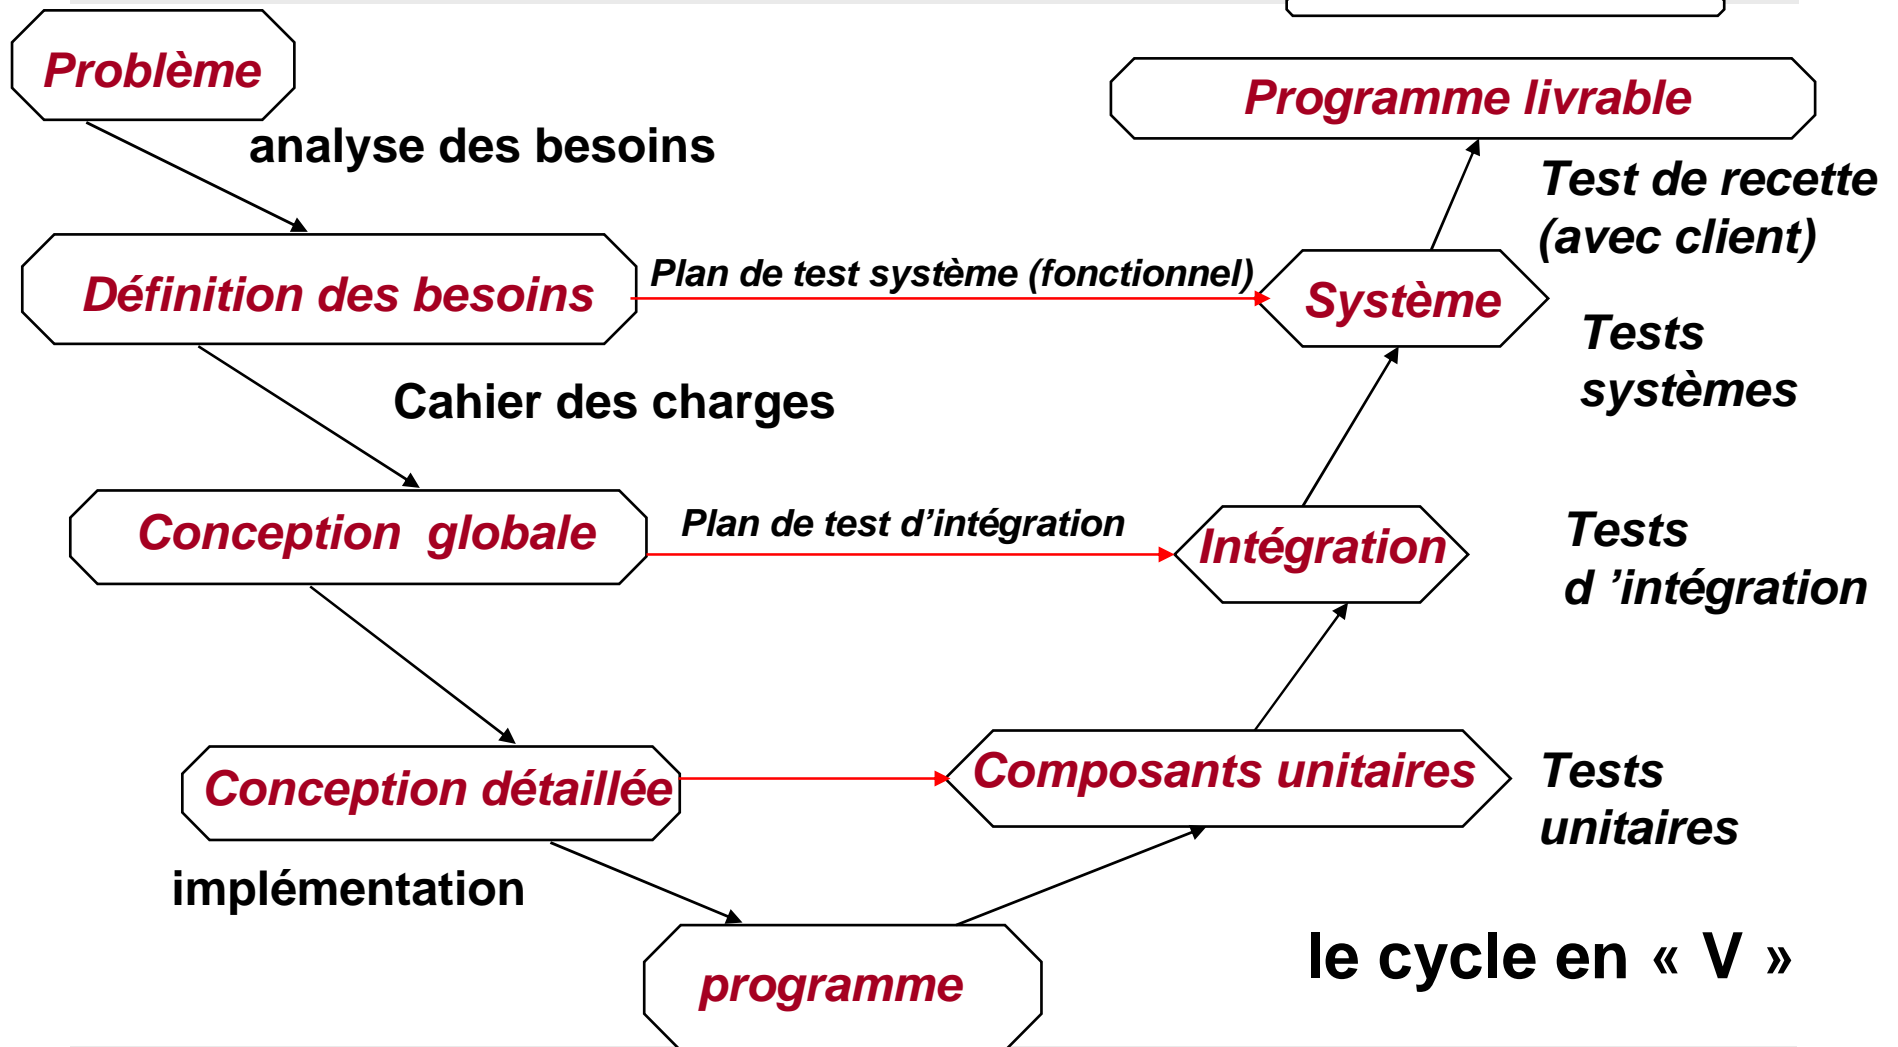 Problème
Programme livrable
analyse des besoins
Test de recette
(avec client)
Définition des besoins
Plan de test système (fonctionnel)
Système
Tests
systèmes
Cahier des charges
Conception globale
Plan de test d’intégration
Intégration
Tests
d ’intégration
Conception détaillée
Composants unitaires
Tests
unitaires
implémentation
programme
le cycle en « V »